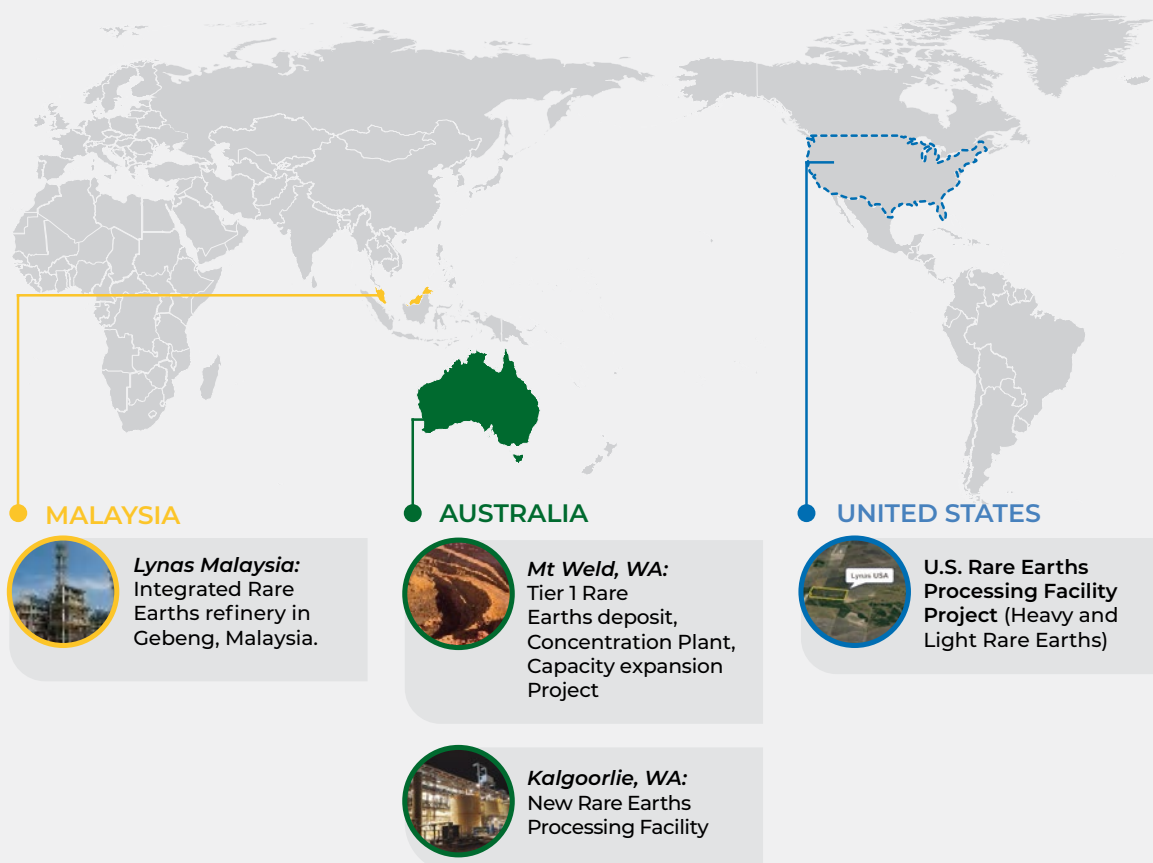 MALAYSIA
Lynas Malaysia:
Integrated Rare
Earths refinery in
Gebeng, Malaysia.
AUSTRALIA
Mt Weld, WA:
Tier 1 Rare
Earths deposit,
Concentration Plant,
Capacity expansion
Project
Kalgoorlie, WA:
New Rare Earths
Processing Facility
UNITED STATES
Lynas USA
U.S. Rare Earths
Processing Facility
Project (Heavy and
Light Rare Earths)